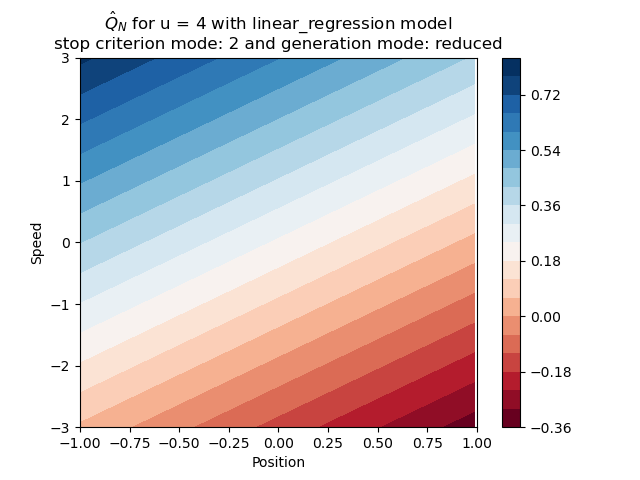 $\hat{Q}_N$ for u = 4 with linear_regression model
stop criterion mode: 2 and generation mode: reduced
Speed
3
2
1
0
−1
−2
−3
−1.00 −0.75 −0.50 −0.25 0.00 0.25 0.50 0.75 1.00
Position
0.72
0.54
0.36
0.18
0.00
−0.18
−0.36